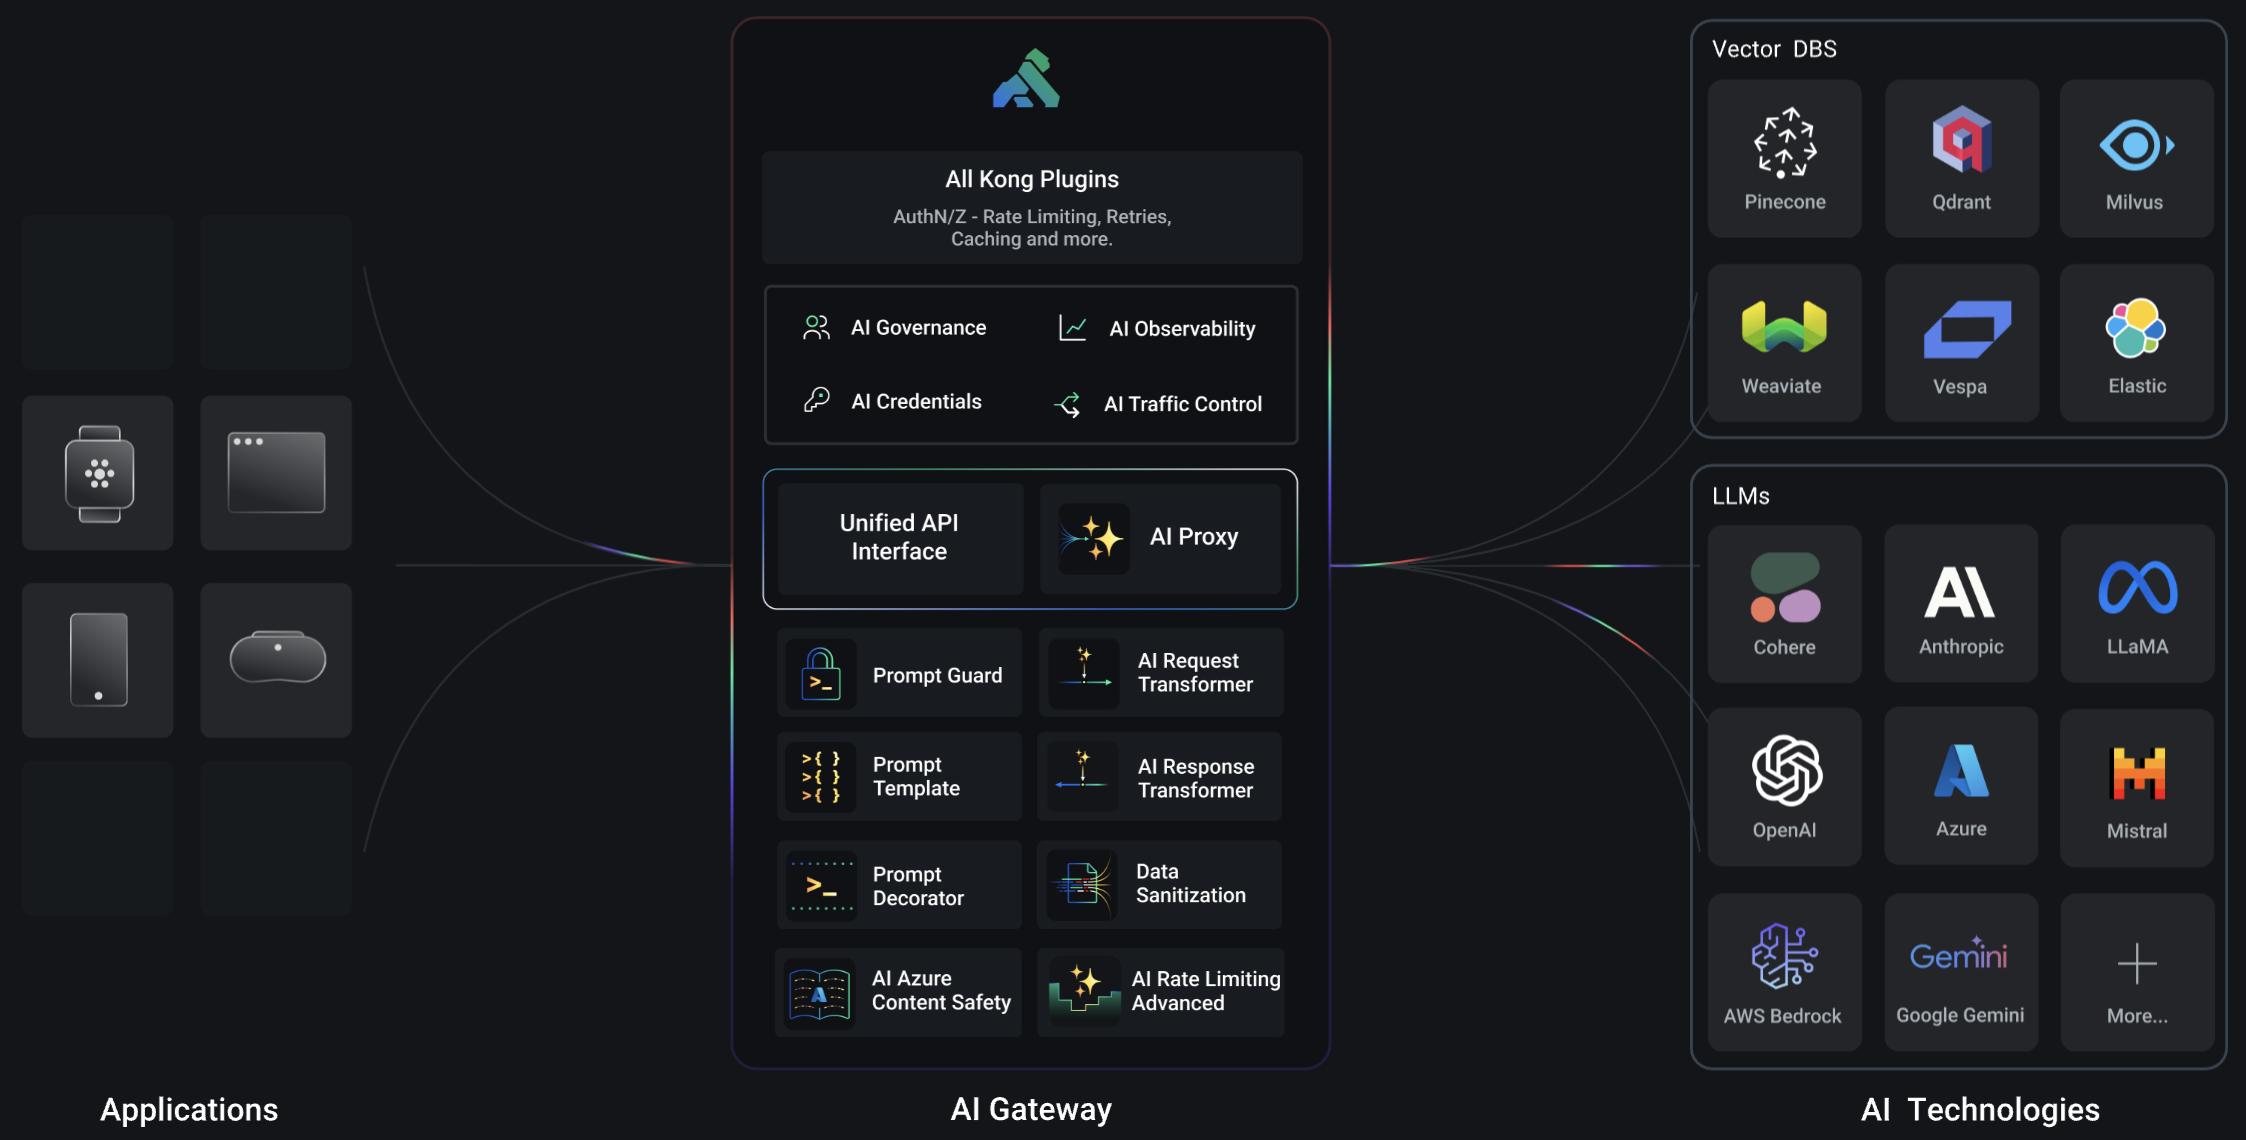 All Kong Plugins
AuthN/Z - Rate Limiting, Retries,
Caching and more.
AI Governance
AI Observability
AI Credentials
AI Traffic Control
Unified API
Interface
AI Proxy
>_
Prompt Guard
AI Request
Transformer
>{ }
>{ }
>{ }
Prompt
Template
AI Response
Transformer
>_
Prompt
Decorator
Data
Sanitization
AI Azure
Content Safety
AI Rate Limiting
Advanced
Vector DBS
Pinecone
Qdrant
Milvus
Weaviate
Vespa
Elastic
LLMs
Cohere
Anthropic
LLaMA
OpenAI
Azure
Mistral
AWS Bedrock
Gemini
Google Gemini
More...
Applications
AI Gateway
AI Technologies